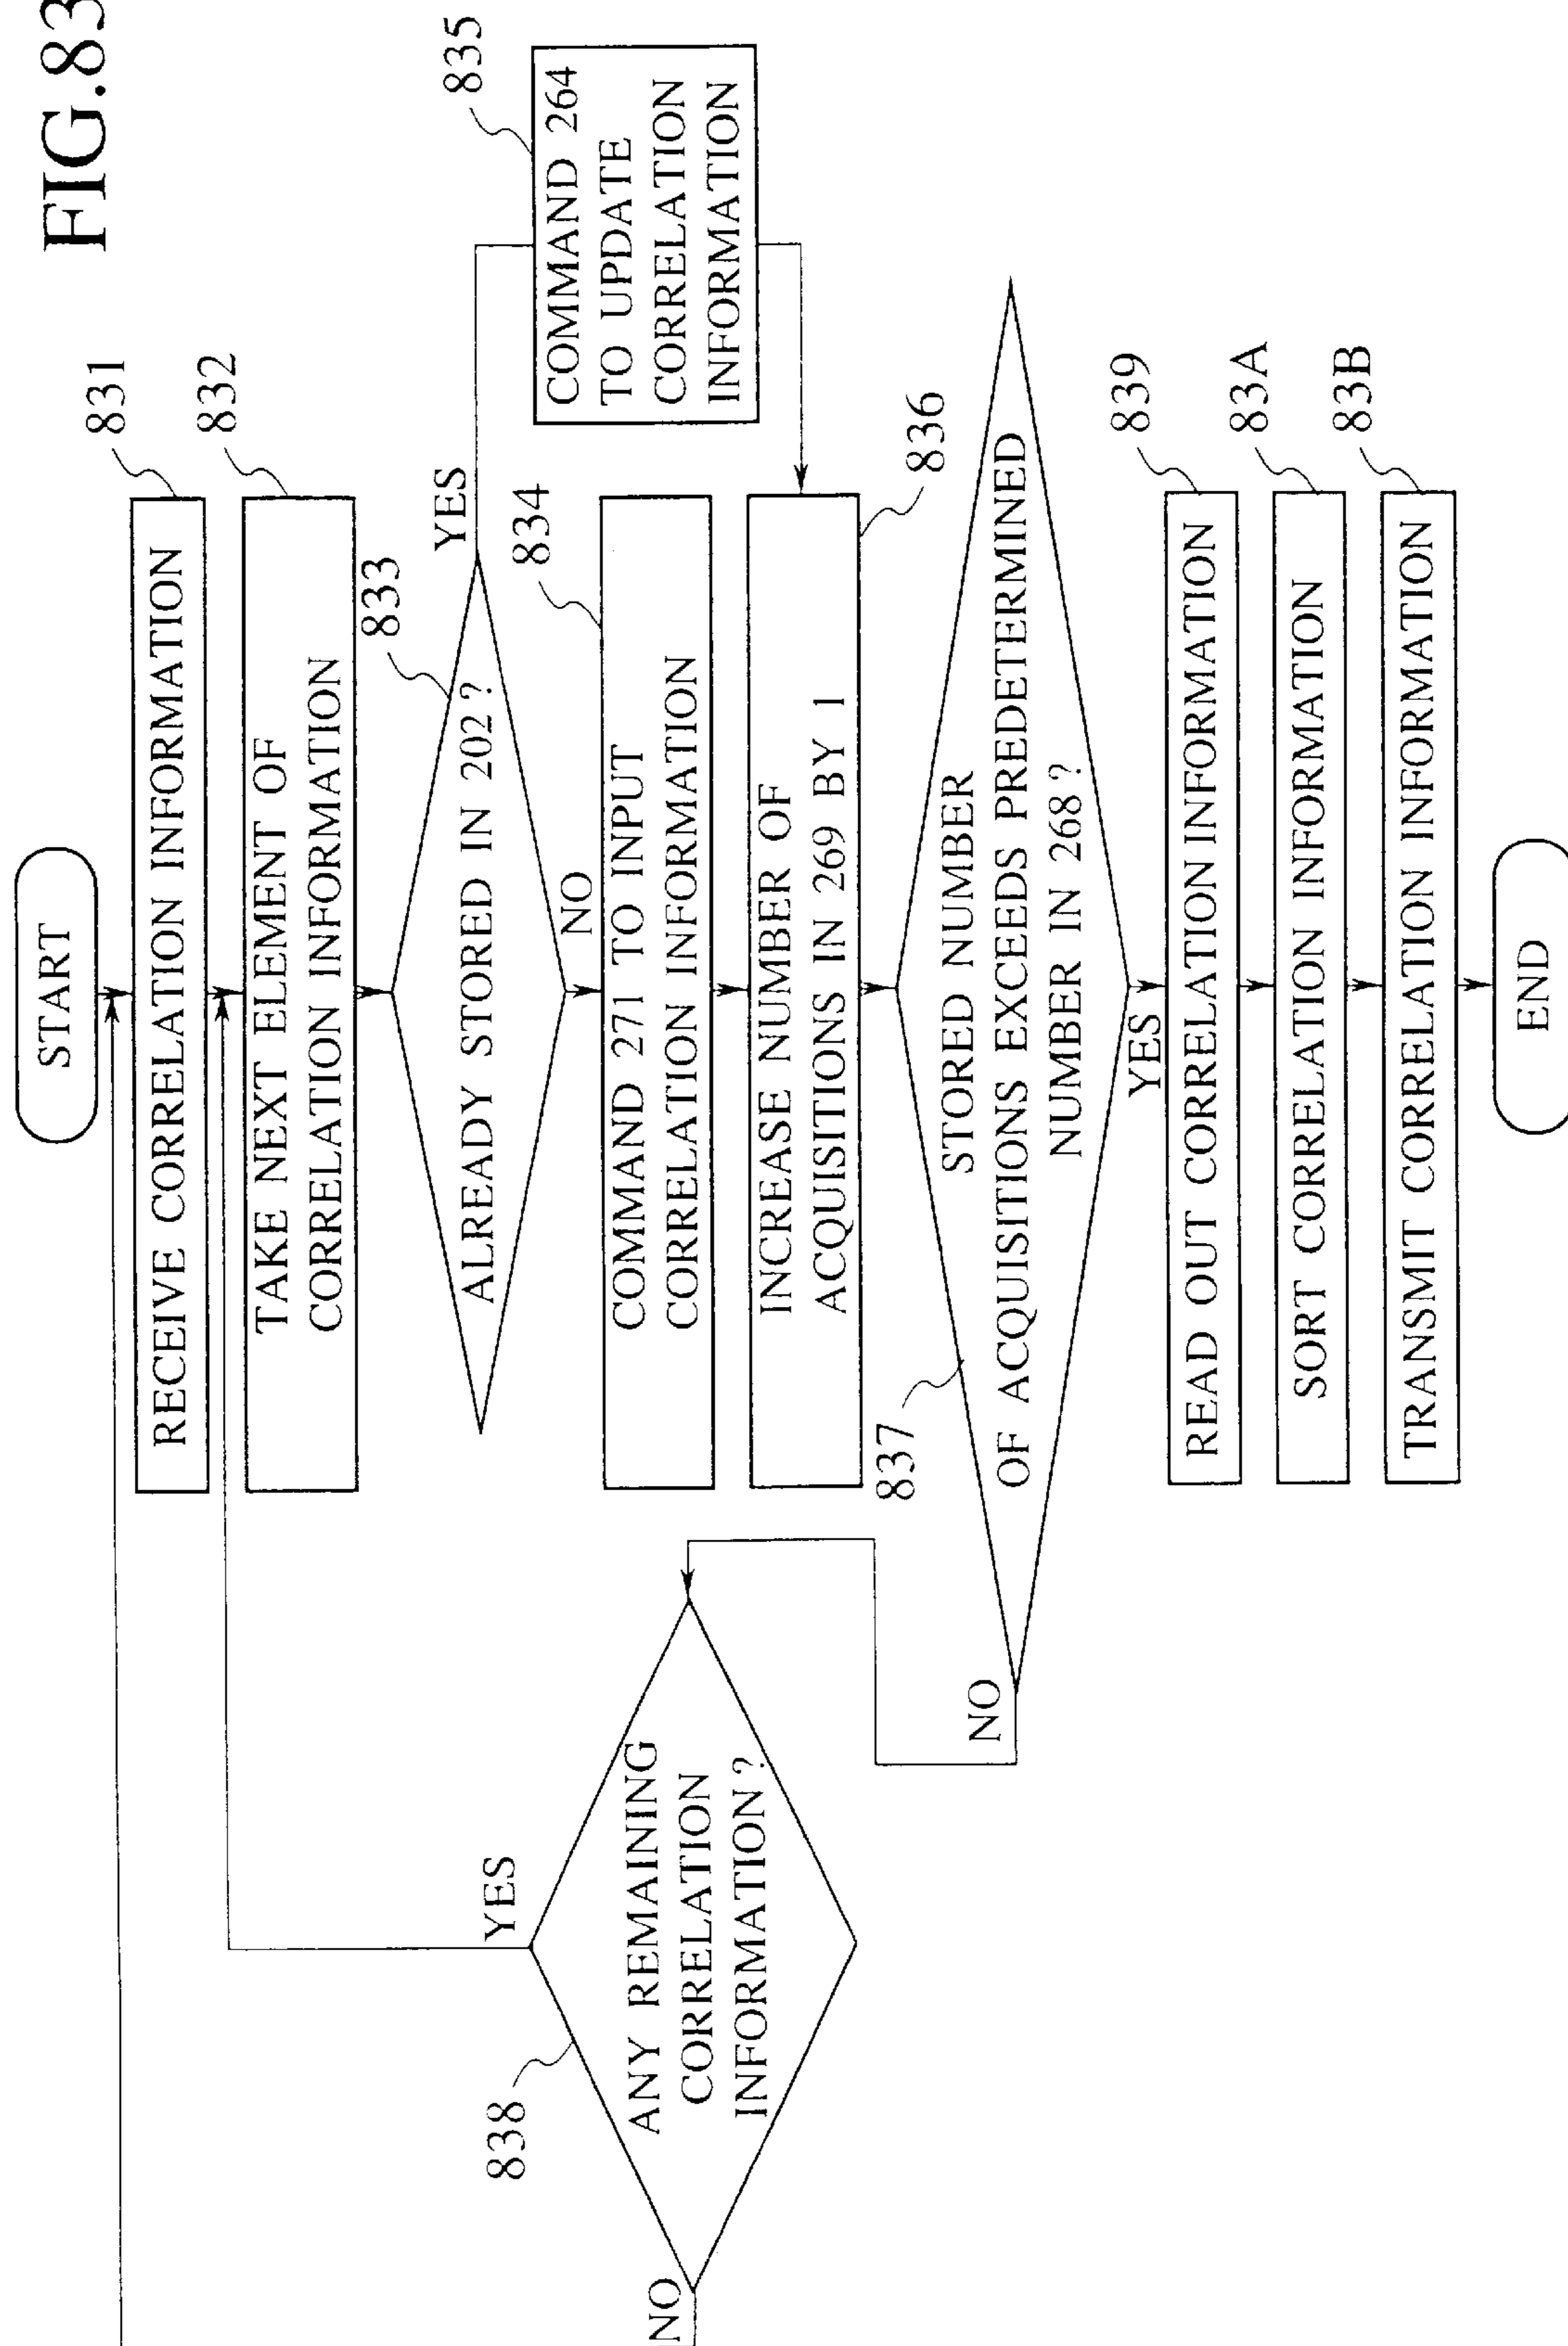 FIG.83
START
831
RECEIVE CORRELATION INFORMATION
832
TAKE NEXT ELEMENT OF
CORRELATION INFORMATION
833
ALREADY STORED IN 202 ?
YES
NO
835
COMMAND 264
TO UPDATE
CORRELATION
INFORMATION
834
COMMAND 271 TO INPUT
CORRELATION INFORMATION
836
INCREASE NUMBER OF
ACQUISITIONS IN 269 BY 1
837
STORED NUMBER
OF ACQUISITIONS EXCEEDS PREDETERMINED
NUMBER IN 268 ?
NO
YES
838
ANY REMAINING
CORRELATION
INFORMATION ?
YES
NO
839
READ OUT CORRELATION INFORMATION
83A
SORT CORRELATION INFORMATION
83B
TRANSMIT CORRELATION INFORMATION
END